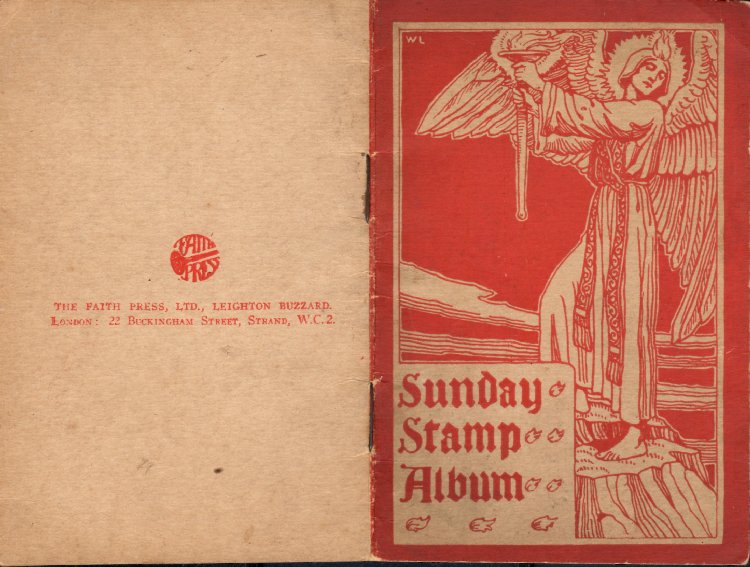 FAITH
PRESS
THE FAITH PRESS, LTD., LEIGHTON BUZZARD.
LONDON: 22 BUCKINGHAM STREET, STRAND, W.C.2.
WL
Sunday
Stamp
Album